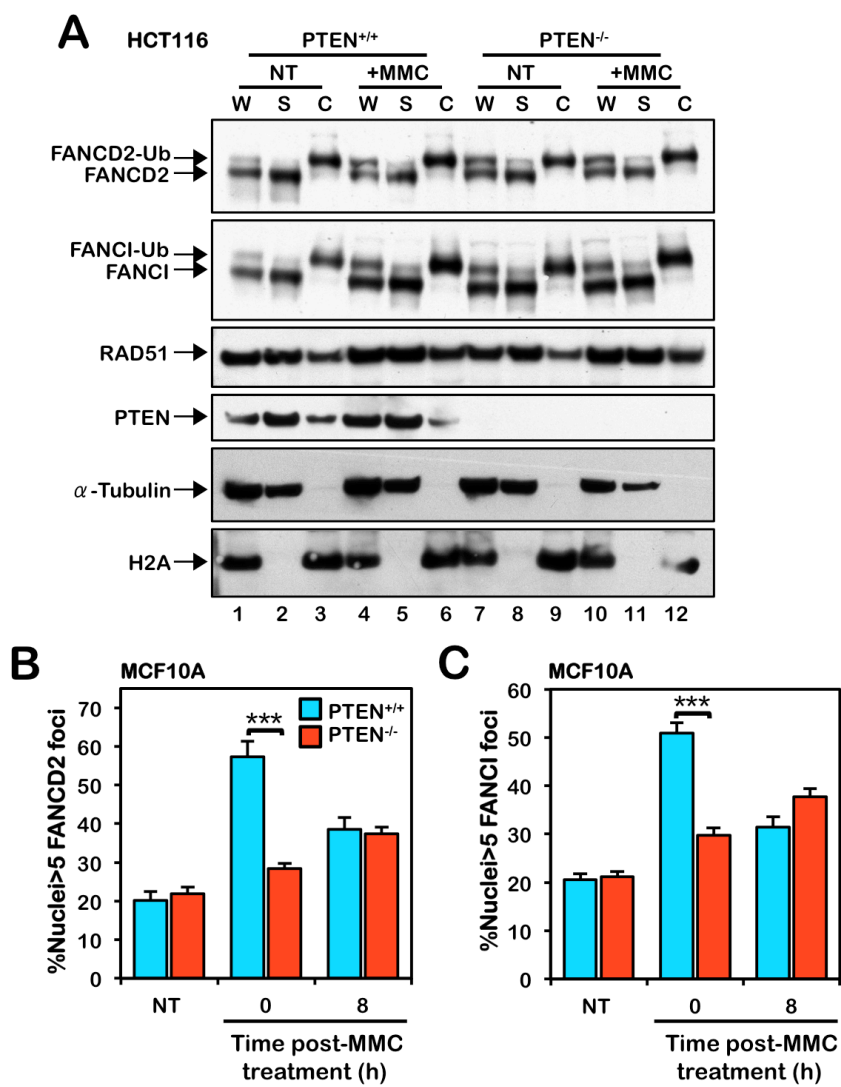 A HCT116 PTEN+/+ PTEN-/-
NT +MMC NT +MMC
W S C W S C W S C W S C
FANCD2-Ub
FANCD2
FANCI-Ub
FANCI
RAD51
PTEN
α-Tubulin
H2A
1 2 3 4 5 6 7 8 9 10 11 12
B
MCF10A
%Nuclei>5 FANCD2 foci
70
60
50
40
30
20
10
0
***
PTEN+/+
PTEN-/-
NT 0 8
Time post-MMC
treatment (h)
C
MCF10A
%Nuclei>5 FANCI foci
60
50
40
30
20
10
0
***
NT 0 8
Time post-MMC
treatment (h)